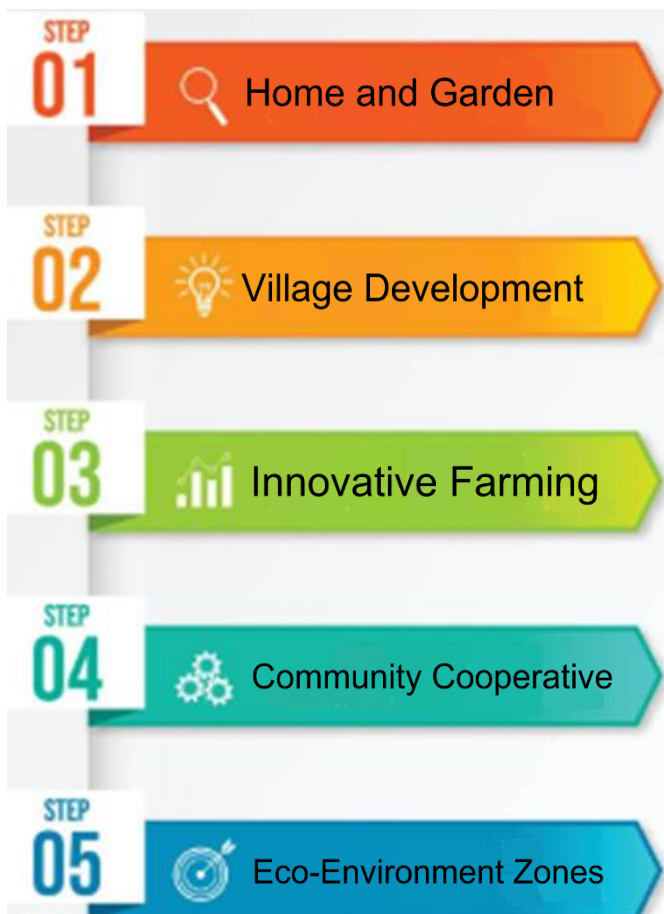 STEP
01
Home and Garden
STEP
02
Village Development
STEP
03
Innovative Farming
STEP
04
Community Cooperative
STEP
05
Eco-Environment Zones